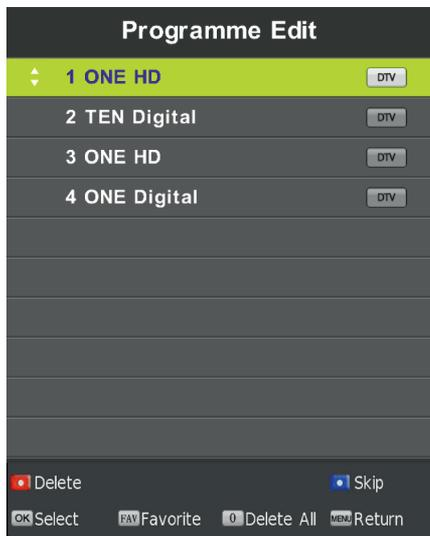 Programme Edit
1 ONE HD DTV
2 TEN Digital DTV
3 ONE HD DTV
4 ONE Digital DTV
Delete Skip
OK Select FAV Favorite 0 Delete All MENU Return